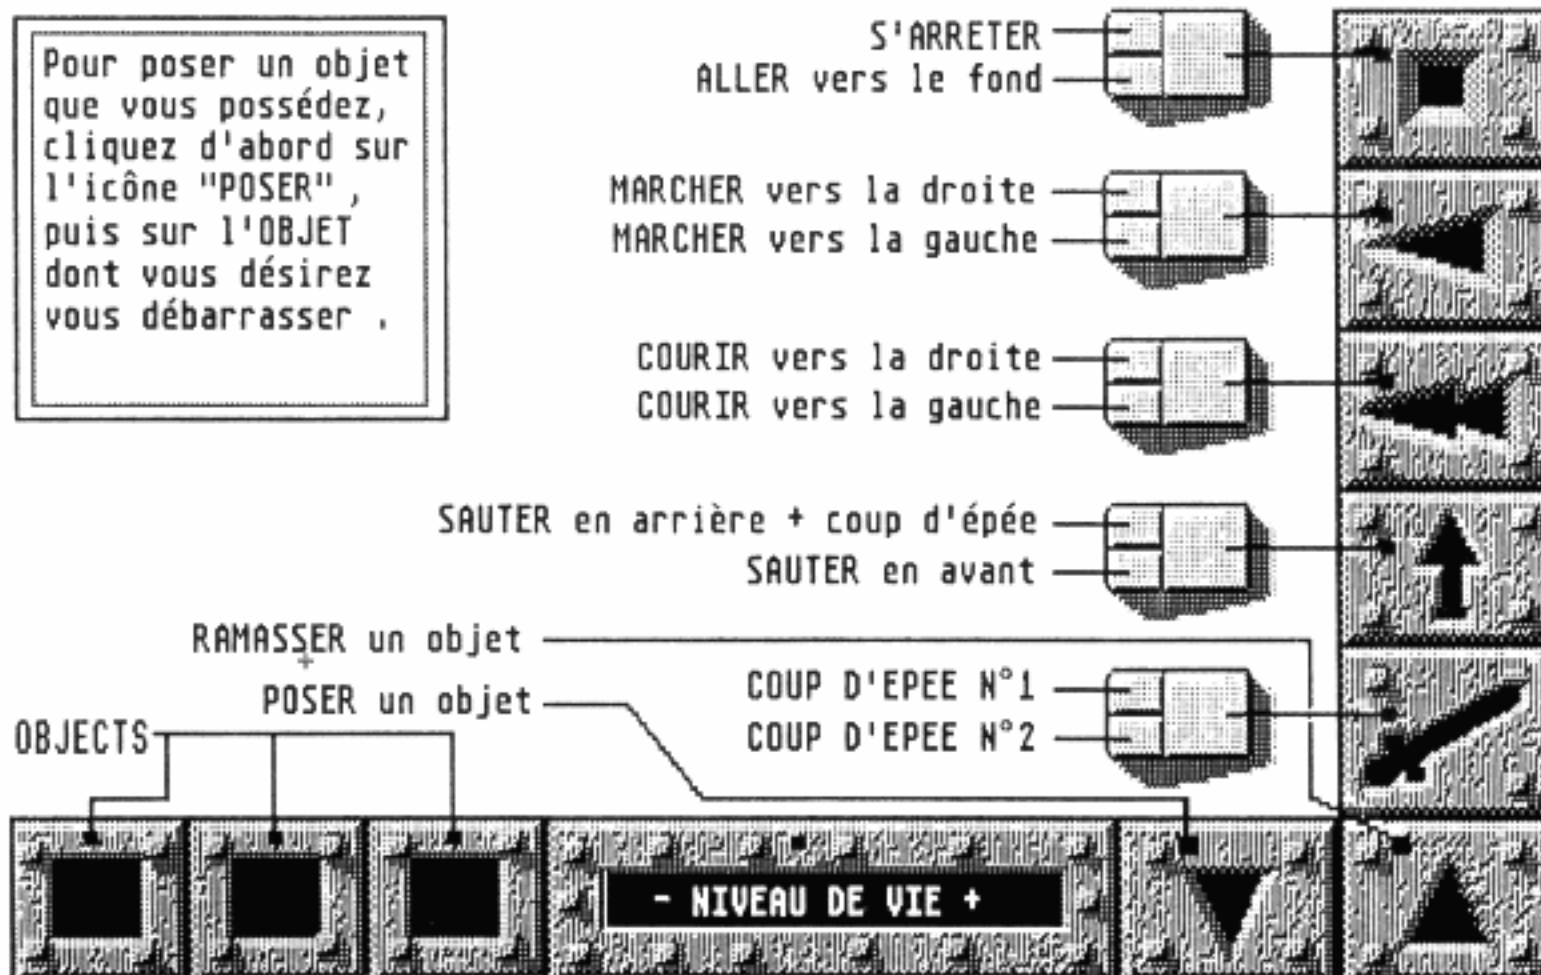 Pour poser un objet
que vous possédez,
cliquez d'abord sur
l'icône "POSER" ,
puis sur l'OBJET
dont vous désirez
vous débarrasser .
S'ARRETER
ALLER vers le fond
MARCHER vers la droite
MARCHER vers la gauche
COURIR vers la droite
COURIR vers la gauche
SAUTER en arrière + coup d'épée
SAUTER en avant
RAMASSER un objet
+
POSER un objet
COUP D'EPEE N°1
COUP D'EPEE N°2
OBJECTS
- NIVEAU DE VIE +